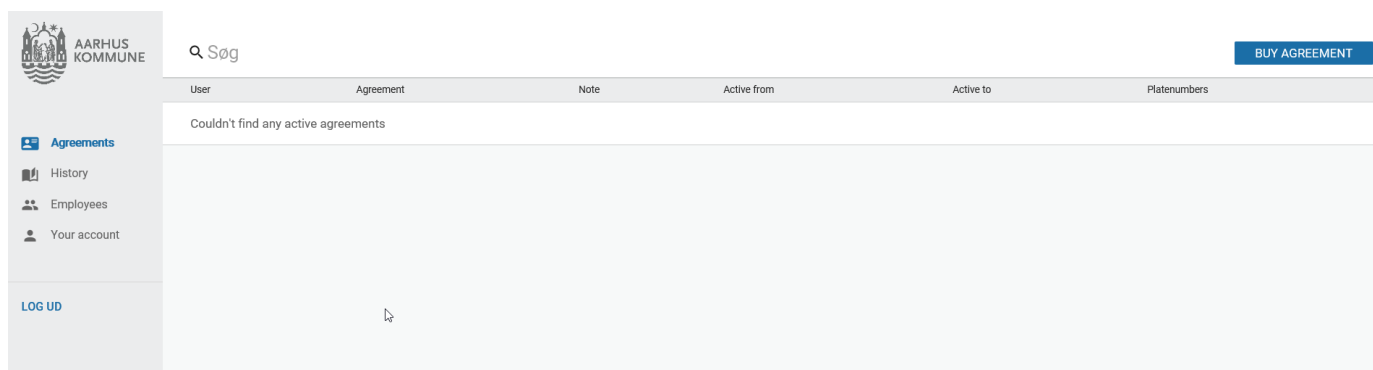 AARHUS
KOMMUNE
Søg
BUY AGREEMENT
User Agreement Note Active from Active to Platenumbers
Couldn't find any active agreements
Agreements
History
Employees
Your account
LOG UD